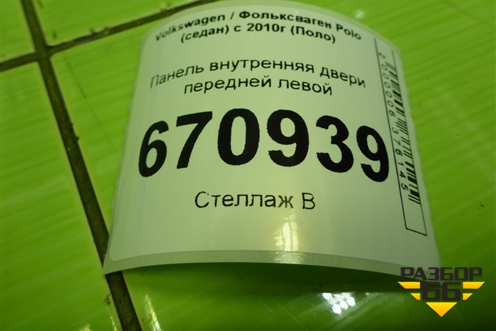 Volkswagen / Фольксваген Polo
(седан) с 2010г (Поло)
Панель внутренняя двери
передней левой
670939
Стеллаж В
РАЗБОР
66